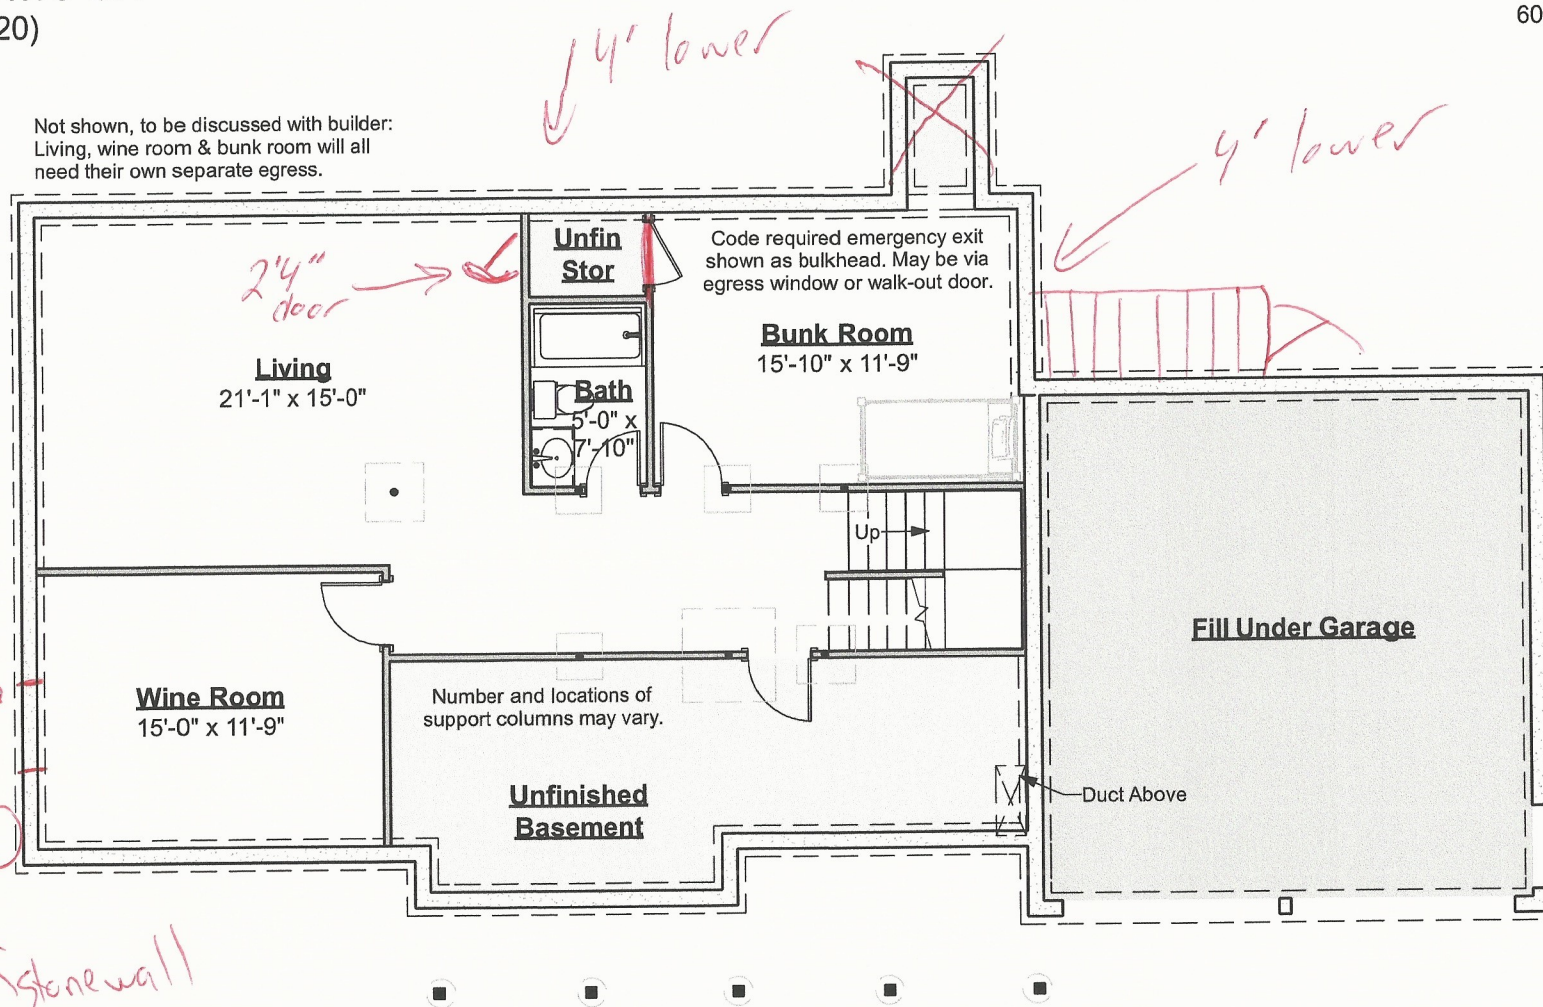 20)
60
4' lower
Not shown, to be discussed with builder:
Living, wine room & bunk room will all
need their own separate egress.
4' lower
Unfin
Stor
Code required emergency exit
shown as bulkhead. May be via
egress window or walk-out door.
2'4"
door
Bunk Room
15'-10" x 11'-9"
Living
21'-1" x 15'-0"
Bath
5'-0" x
7'-10"
Up
Fill Under Garage
Wine Room
15'-0" x 11'-9"
Number and locations of
support columns may vary.
Unfinished
Basement
Duct Above
stonewall